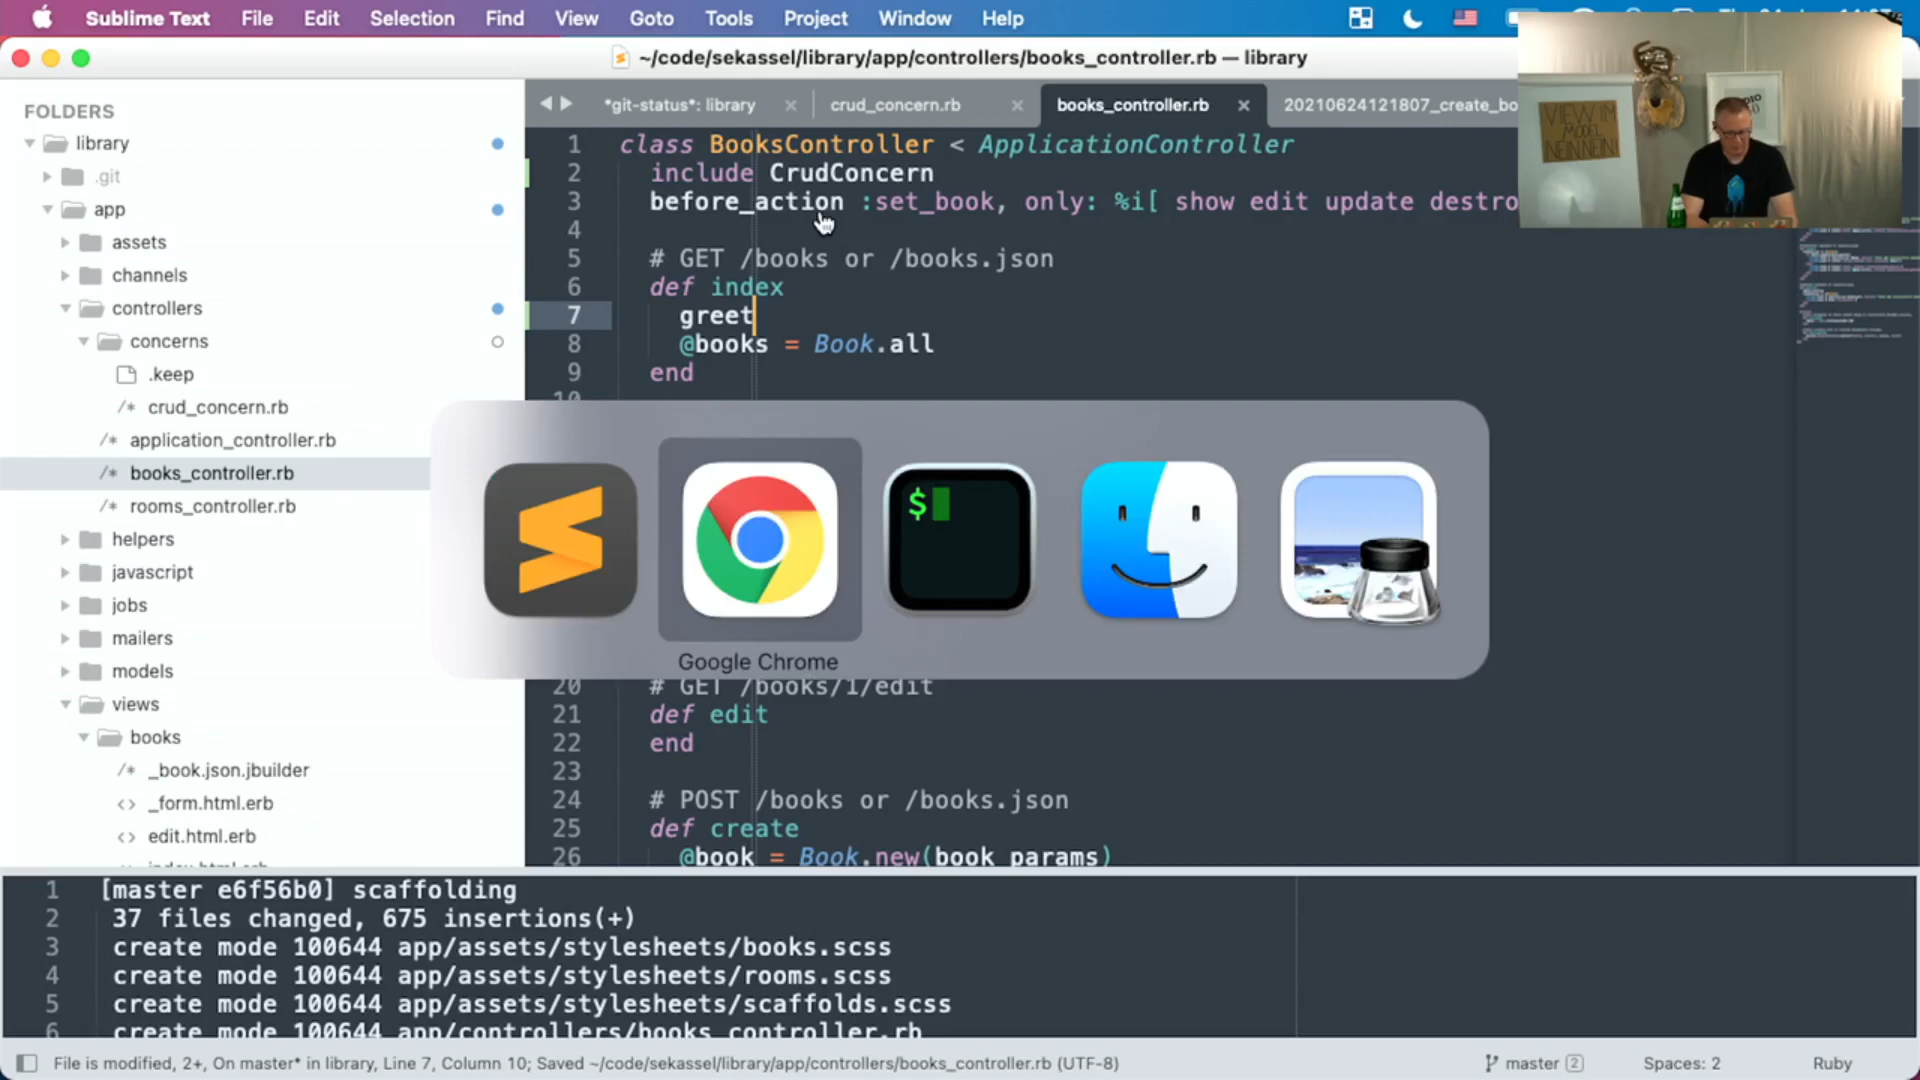 Sublime Text File Edit Selection Find View Goto Tools Project Window Help
~/code/sekassel/library/app/controllers/books_controller.rb — library
FOLDERS
library
.git
app
assets
channels
controllers
concerns
.keep
/* crud_concern.rb
/* application_controller.rb
/* books_controller.rb
/* rooms_controller.rb
helpers
javascript
jobs
mailers
models
views
books
/* _book.json.jbuilder
<> _form.html.erb
<> edit.html.erb
*git-status*: library × crud_concern.rb × books_controller.rb × 20210624121807_create_bo
1 class BooksController < ApplicationController
2 include CrudConcern
3 before_action :set_book, only: %i[ show edit update destro
4
5 # GET /books or /books.json
6 def index
7 greet
8 @books = Book.all
9 end
10
20 # GET /books/1/edit
21 def edit
22 end
23
24 # POST /books or /books.json
25 def create
26 @book = Book.new(book_params)
VIEW IM
MODEL
NEINNEIN!
$
Google Chrome
1 [master e6f56b0] scaffolding
2 37 files changed, 675 insertions(+)
3 create mode 100644 app/assets/stylesheets/books.scss
4 create mode 100644 app/assets/stylesheets/rooms.scss
5 create mode 100644 app/assets/stylesheets/scaffolds.scss
6 create mode 100644 app/controllers/books_controller.rb
File is modified, 2+, On master* in library, Line 7, Column 10; Saved ~/code/sekassel/library/app/controllers/books_controller.rb (UTF-8) master 2 Spaces: 2 Ruby